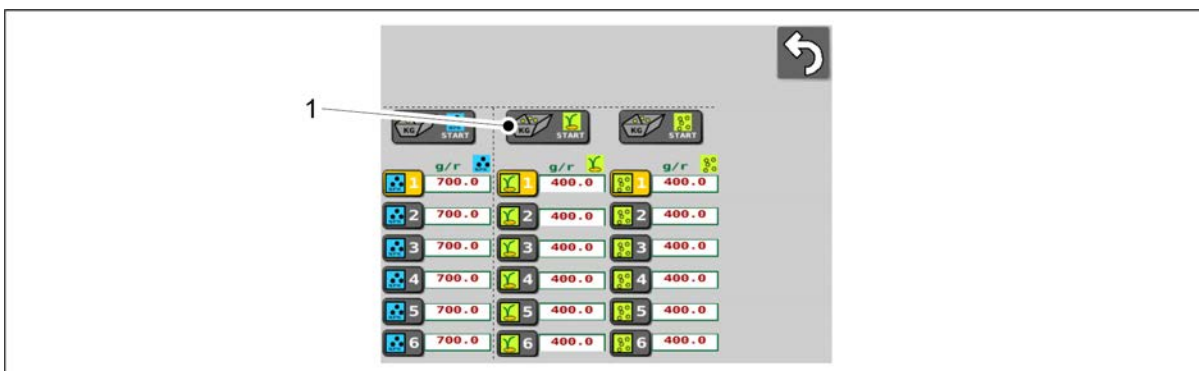 1
KG START KG START KG START
g/r g/r g/r
1 700.0 1 400.0 1 400.0
2 700.0 2 400.0 2 400.0
3 700.0 3 400.0 3 400.0
4 700.0 4 400.0 4 400.0
5 700.0 5 400.0 5 400.0
6 700.0 6 400.0 6 400.0